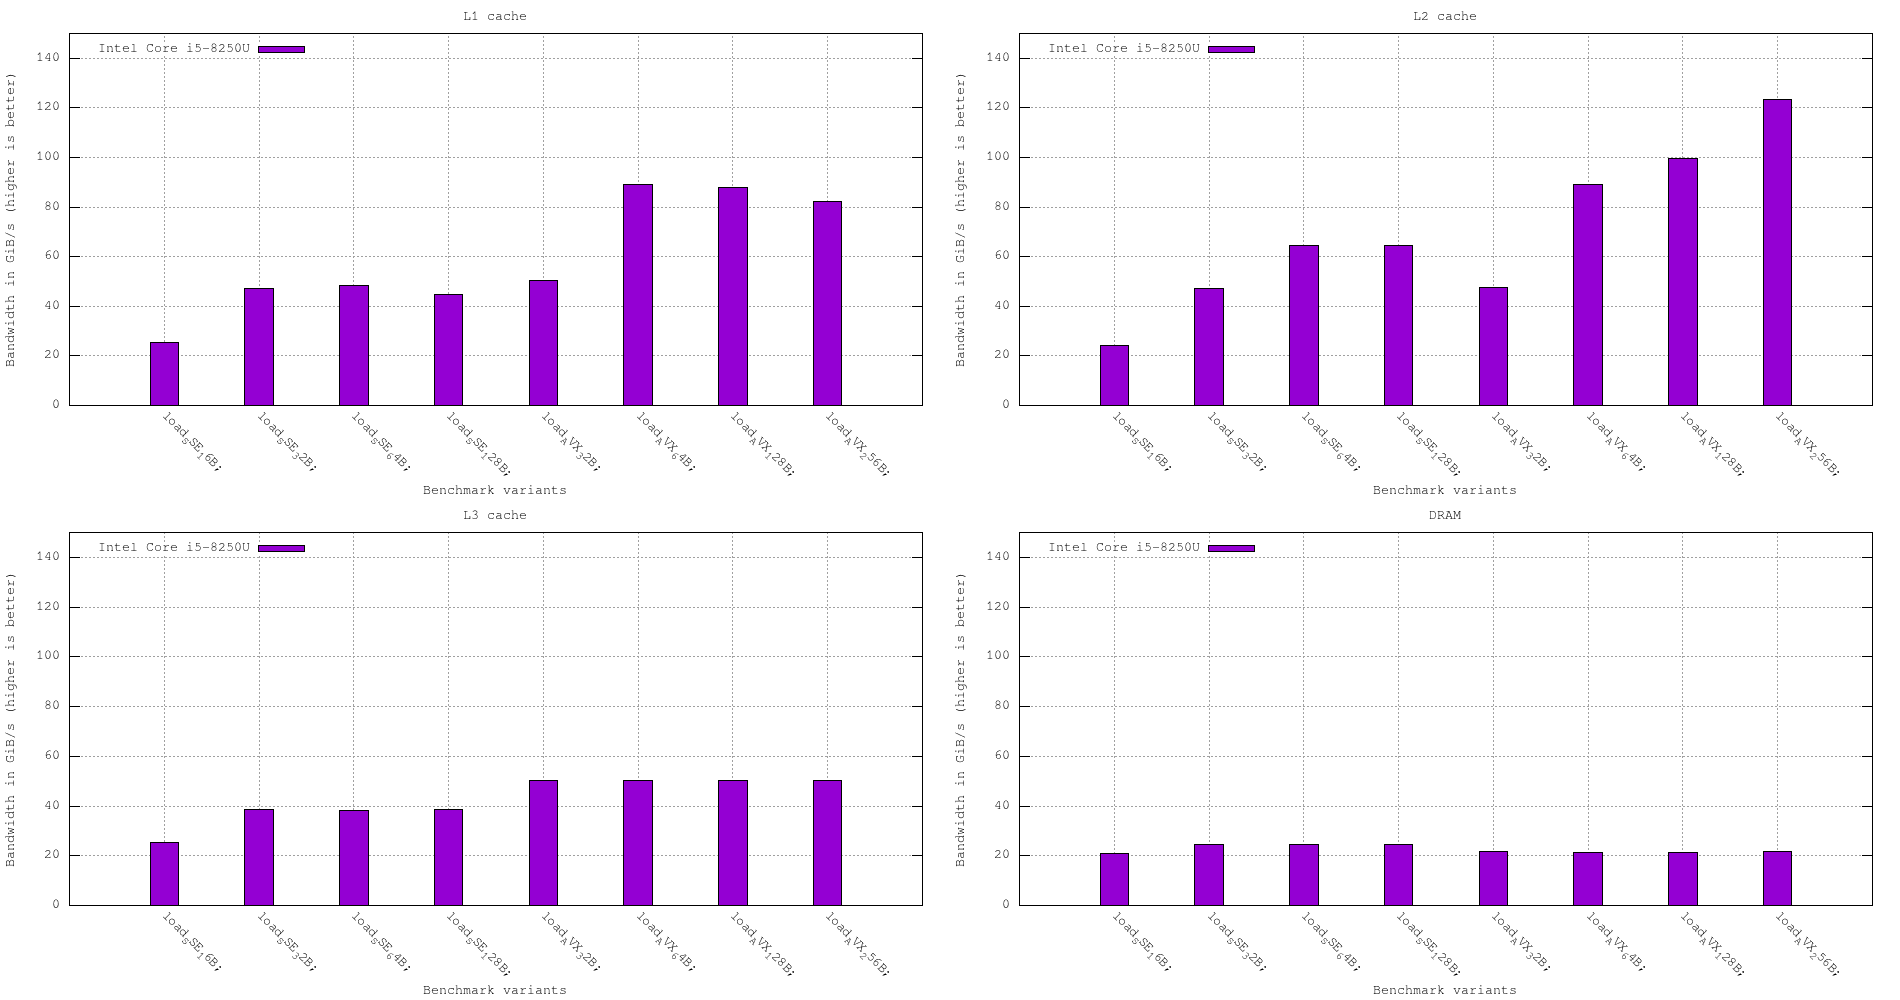 L1 cache
Bandwidth in GiB/s (higher is better)
Intel Core i5-8250U
140
120
100
80
60
40
20
0
loadSSE16B;
loadSSE32B;
loadSSE64B;
loadSSE128B;
loadAVX32B;
loadAVX64B;
loadAVX128B;
loadAVX256B;
Benchmark variants
L2 cache
Bandwidth in GiB/s (higher is better)
Intel Core i5-8250U
140
120
100
80
60
40
20
0
loadSSE16B;
loadSSE32B;
loadSSE64B;
loadSSE128B;
loadAVX32B;
loadAVX64B;
loadAVX128B;
loadAVX256B;
Benchmark variants
L3 cache
Bandwidth in GiB/s (higher is better)
Intel Core i5-8250U
140
120
100
80
60
40
20
0
loadSSE16B;
loadSSE32B;
loadSSE64B;
loadSSE128B;
loadAVX32B;
loadAVX64B;
loadAVX128B;
loadAVX256B;
Benchmark variants
DRAM
Bandwidth in GiB/s (higher is better)
Intel Core i5-8250U
140
120
100
80
60
40
20
0
loadSSE16B;
loadSSE32B;
loadSSE64B;
loadSSE128B;
loadAVX32B;
loadAVX64B;
loadAVX128B;
loadAVX256B;
Benchmark variants